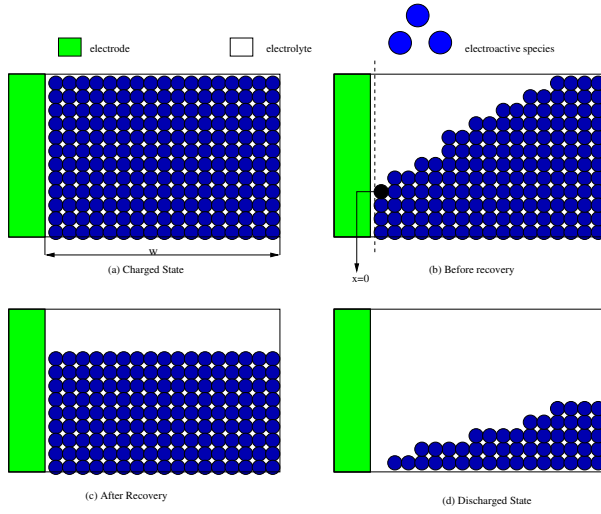 electrode
electrolyte
electroactive species
W
(a) Charged State
(b) Before recovery
x=0
(c) After Recovery
(d) Discharged State